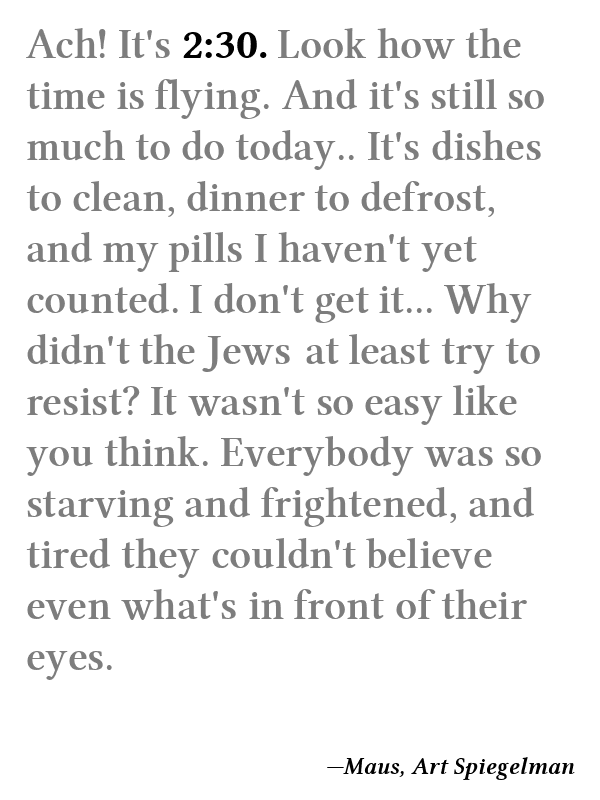 Ach! It's 2:30. Look how the
time is flying. And it's still so
much to do today.. It's dishes
to clean, dinner to defrost,
and my pills I haven't yet
counted. I don't get it... Why
didn't the Jews at least try to
resist? It wasn't so easy like
you think. Everybody was so
starving and frightened, and
tired they couldn't believe
even what's in front of their
eyes.
—Maus, Art Spiegelman